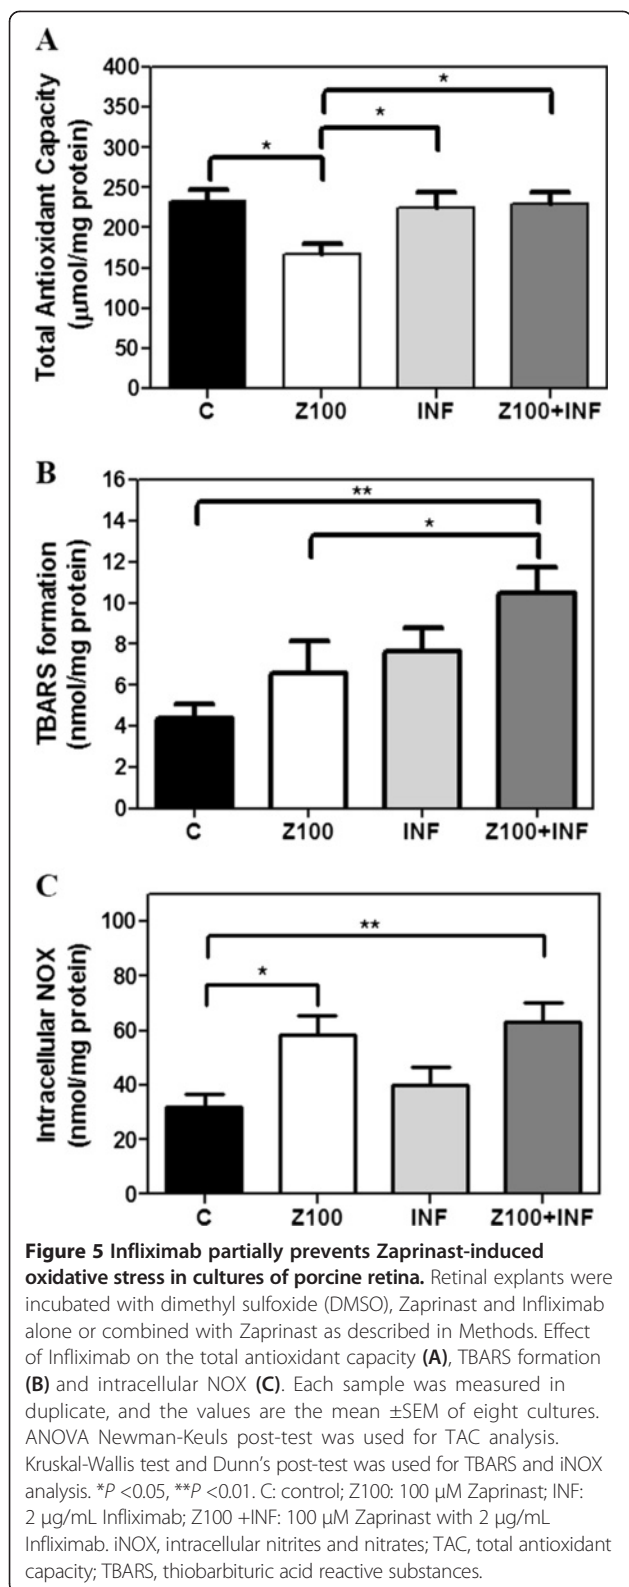 A
Total Antioxidant Capacity
(µmol/mg protein)
400
350
300
250
200
150
100
50
0
*
*
*
C Z100 INF Z100+INF
B
TBARS formation
(nmol/mg protein)
16
14
12
10
8
6
4
2
0
**
*
C Z100 INF Z100+INF
C
Intracellular NOX
(nmol/mg protein)
100
80
60
40
20
0
**
*
C Z100 INF Z100+INF
Figure 5 Infliximab partially prevents Zaprinast-induced
oxidative stress in cultures of porcine retina. Retinal explants were
incubated with dimethyl sulfoxide (DMSO), Zaprinast and Infliximab
alone or combined with Zaprinast as described in Methods. Effect
of Infliximab on the total antioxidant capacity (A), TBARS formation
(B) and intracellular NOX (C). Each sample was measured in
duplicate, and the values are the mean ±SEM of eight cultures.
ANOVA Newman-Keuls post-test was used for TAC analysis.
Kruskal-Wallis test and Dunn's post-test was used for TBARS and iNOX
analysis. *P <0.05, **P <0.01. C: control; Z100: 100 µM Zaprinast; INF:
2 µg/mL Infliximab; Z100 +INF: 100 µM Zaprinast with 2 µg/mL
Infliximab. iNOX, intracellular nitrites and nitrates; TAC, total antioxidant
capacity; TBARS, thiobarbituric acid reactive substances.